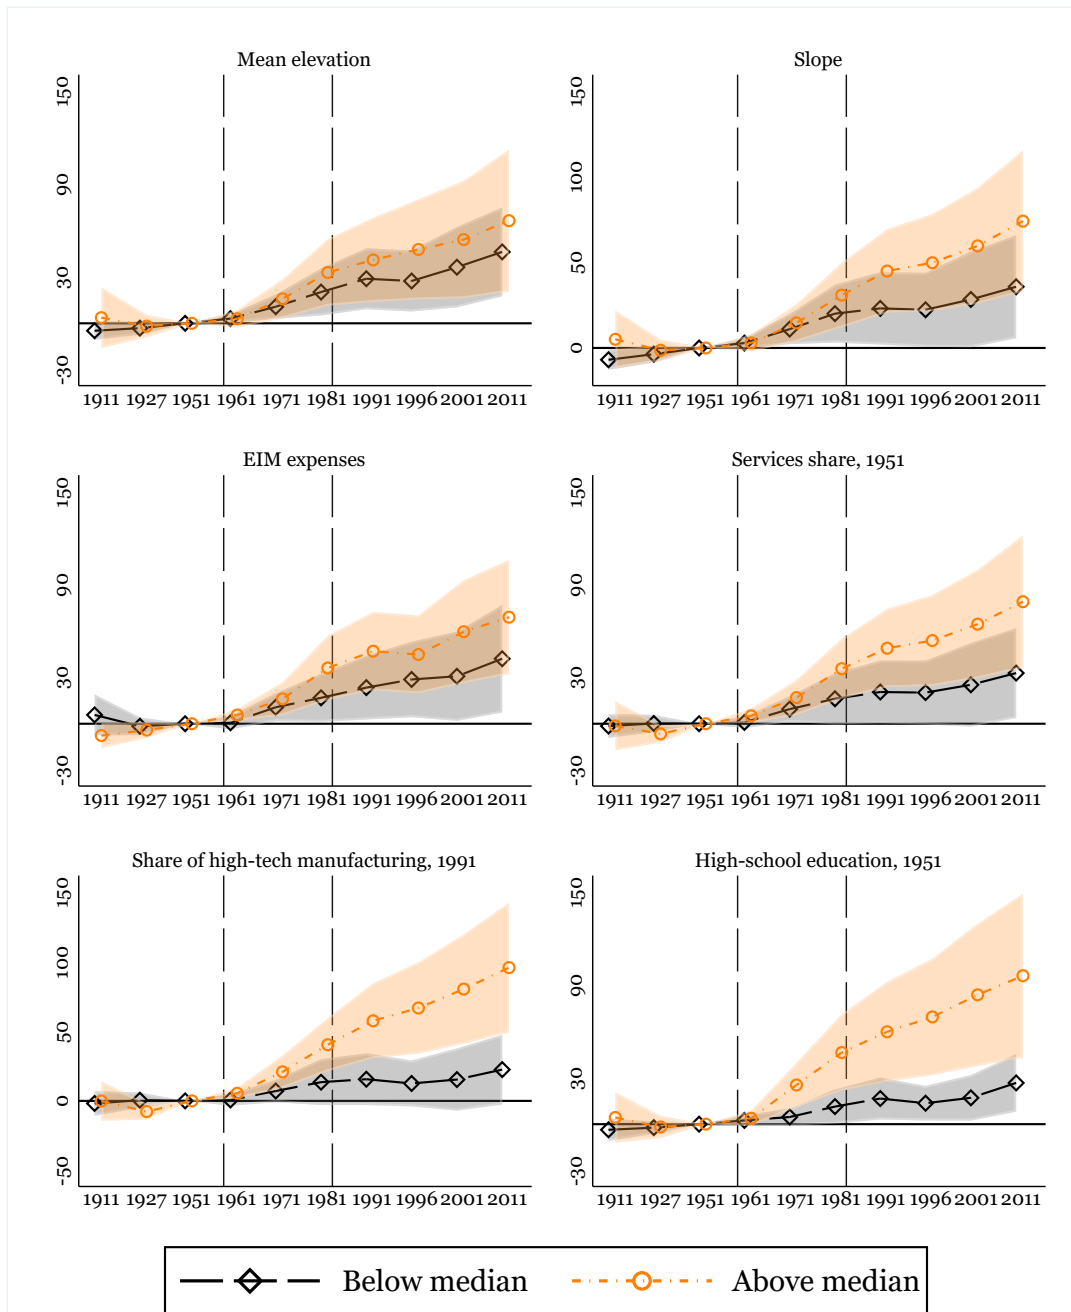 Mean elevation
150
90
30
-30
1911 1927 1951 1961 1971 1981 1991 1996 2001 2011
Slope
150
100
50
0
1911 1927 1951 1961 1971 1981 1991 1996 2001 2011
EIM expenses
150
90
30
-30
1911 1927 1951 1961 1971 1981 1991 1996 2001 2011
Services share, 1951
150
90
30
-30
1911 1927 1951 1961 1971 1981 1991 1996 2001 2011
Share of high-tech manufacturing, 1991
150
100
50
0
-50
1911 1927 1951 1961 1971 1981 1991 1996 2001 2011
High-school education, 1951
150
90
30
-30
1911 1927 1951 1961 1971 1981 1991 1996 2001 2011
Below median
Above median